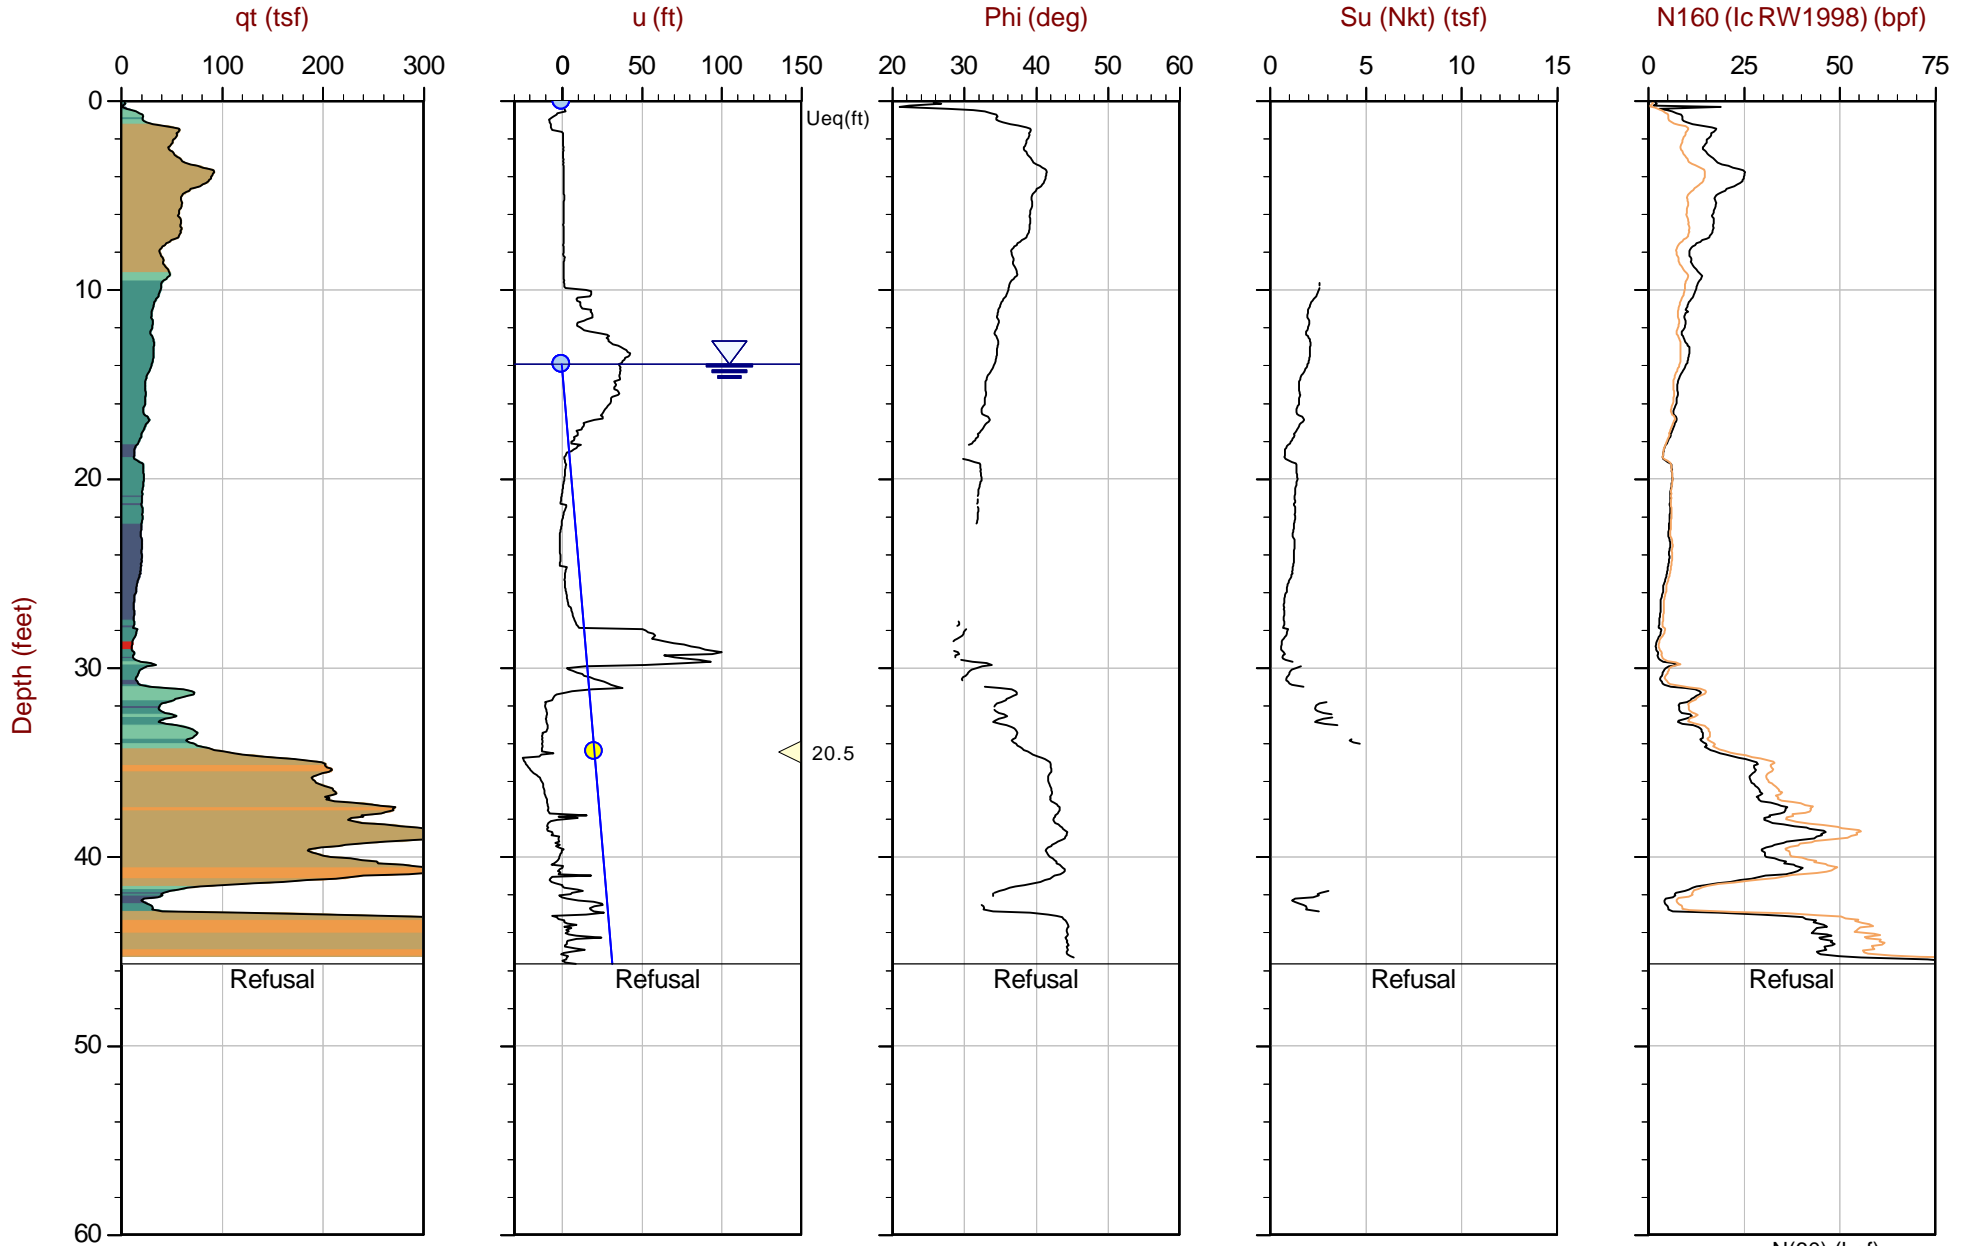 qt (tsf) u (ft) Phi (deg) Su (Nkt) (tsf) N160 (Ic RW1998) (bpf)
0 100 200 300 0 50 100 150 20 30 40 50 60 0 5 10 15 0 25 50 75
0
Ueq(ft)
10
20
30
20.5
40
Refusal Refusal Refusal Refusal Refusal
50
60
Depth (feet)